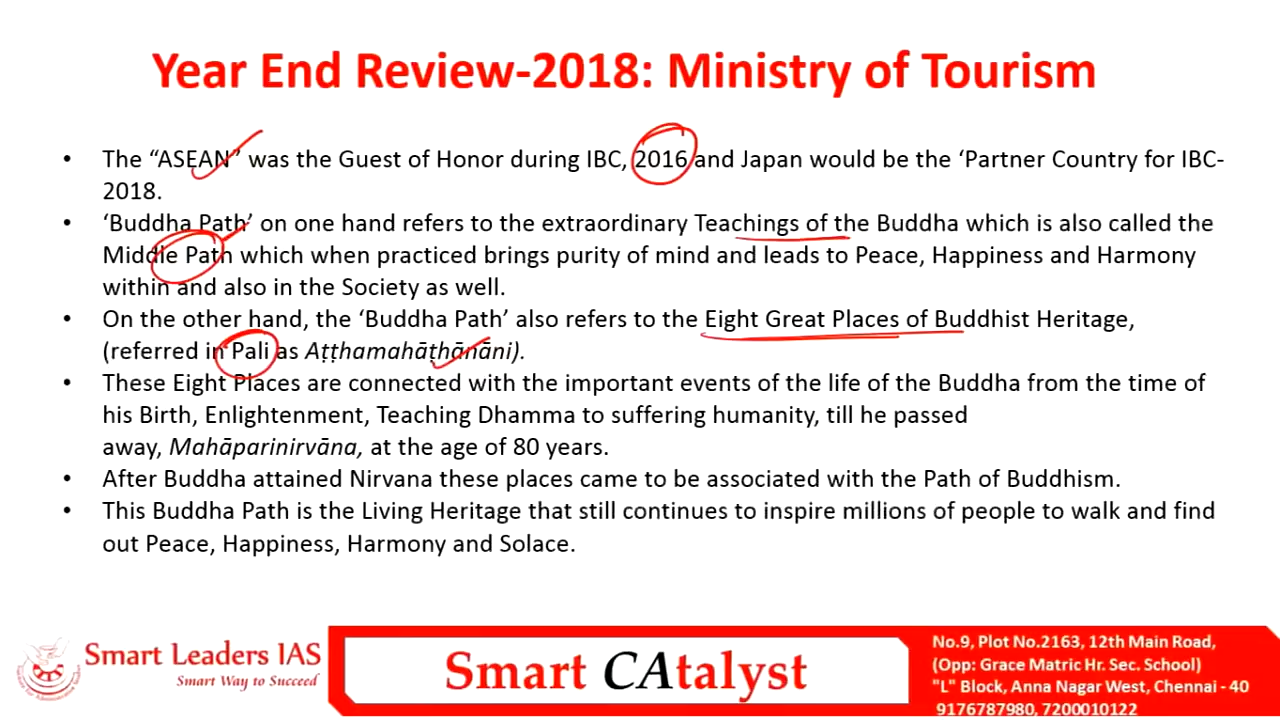 Year End Review-2018: Ministry of Tourism
• The “ASEAN” was the Guest of Honor during IBC, 2016 and Japan would be the ‘Partner Country for IBC-
2018.
• ‘Buddha Path’ on one hand refers to the extraordinary Teachings of the Buddha which is also called the
Middle Path which when practiced brings purity of mind and leads to Peace, Happiness and Harmony
within and also in the Society as well.
• On the other hand, the ‘Buddha Path’ also refers to the Eight Great Places of Buddhist Heritage,
(referred in Pali as Aṭṭhamahāṭhānāni).
• These Eight Places are connected with the important events of the life of the Buddha from the time of
his Birth, Enlightenment, Teaching Dhamma to suffering humanity, till he passed
away, Mahāparinirvāna, at the age of 80 years.
• After Buddha attained Nirvana these places came to be associated with the Path of Buddhism.
• This Buddha Path is the Living Heritage that still continues to inspire millions of people to walk and find
out Peace, Happiness, Harmony and Solace.
Smart Leaders IAS
Smart Way to Succeed
Smart CAtalyst
No.9, Plot No.2163, 12th Main Road,
(Opp: Grace Matric Hr. Sec. School)
"L" Block, Anna Nagar West, Chennai - 40
9176787980, 7200010122